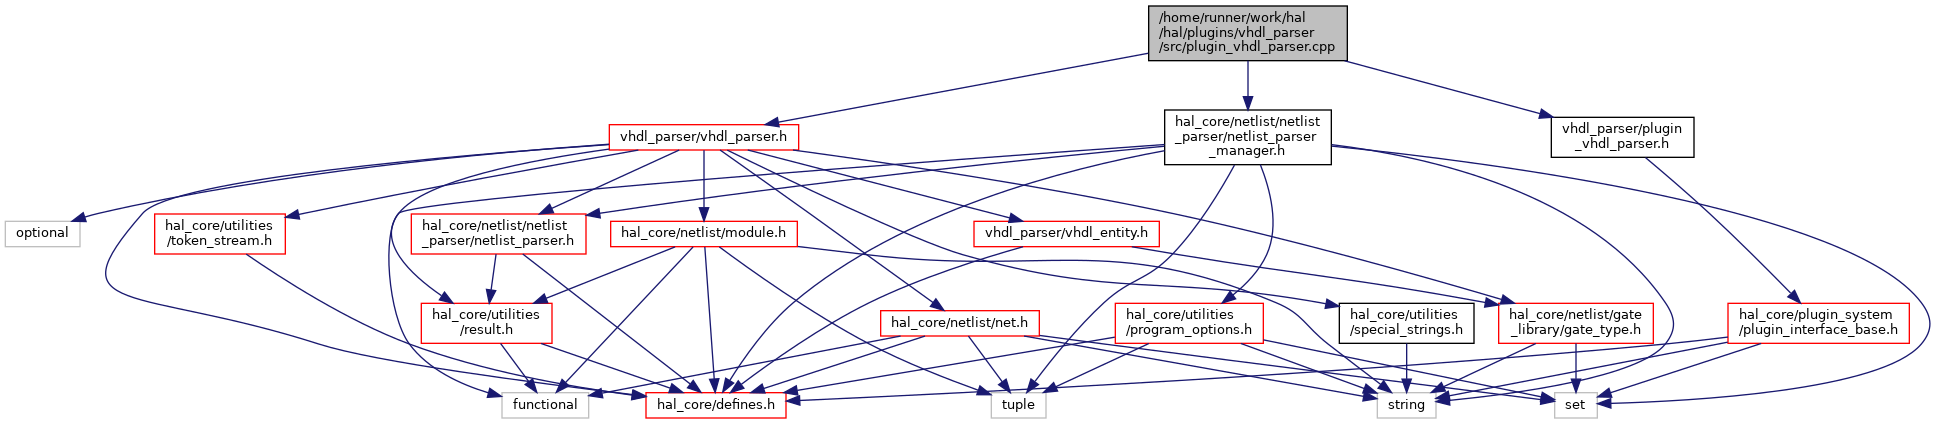 /home/runner/work/hal
/hal/plugins/vhdl_parser
/src/plugin_vhdl_parser.cpp
vhdl_parser/vhdl_parser.h
hal_core/netlist/netlist
_parser/netlist_parser
_manager.h
vhdl_parser/plugin
_vhdl_parser.h
optional
hal_core/utilities
/token_stream.h
hal_core/netlist/netlist
_parser/netlist_parser.h
hal_core/netlist/module.h
vhdl_parser/vhdl_entity.h
hal_core/utilities
/result.h
hal_core/netlist/net.h
hal_core/utilities
/program_options.h
hal_core/utilities
/special_strings.h
hal_core/netlist/gate
_library/gate_type.h
hal_core/plugin_system
/plugin_interface_base.h
functional
hal_core/defines.h
tuple
string
set